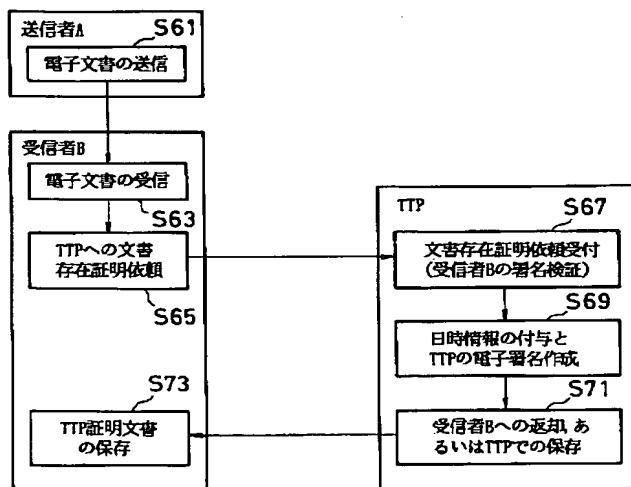 送信者A
S61
電子文書の送信
受信者B
電子文書の受信
S63
TTPへの文書
存在証明依頼
S65
TTP
S67
文書存在証明依頼受付
(受信者Bの署名検証)
S69
日時情報の付与と
TTPの電子署名作成
S71
受信者Bへの返却,あ
るいはTTPでの保存
S73
TTP証明文書
の保存